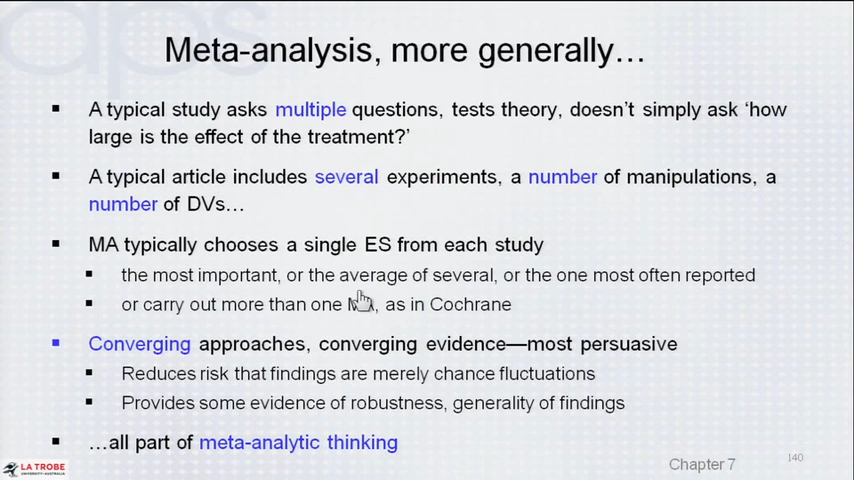 Meta-analysis, more generally…
A typical study asks multiple questions, tests theory, doesn't simply ask 'how
large is the effect of the treatment?'
A typical article includes several experiments, a number of manipulations, a
number of DVs…
MA typically chooses a single ES from each study
the most important, or the average of several, or the one most often reported
or carry out more than one MA, as in Cochrane
Converging approaches, converging evidence—most persuasive
Reduces risk that findings are merely chance fluctuations
Provides some evidence of robustness, generality of findings
…all part of meta-analytic thinking
LA TROBE
UNIVERSITY•AUSTRALIA
Chapter 7
140
aps